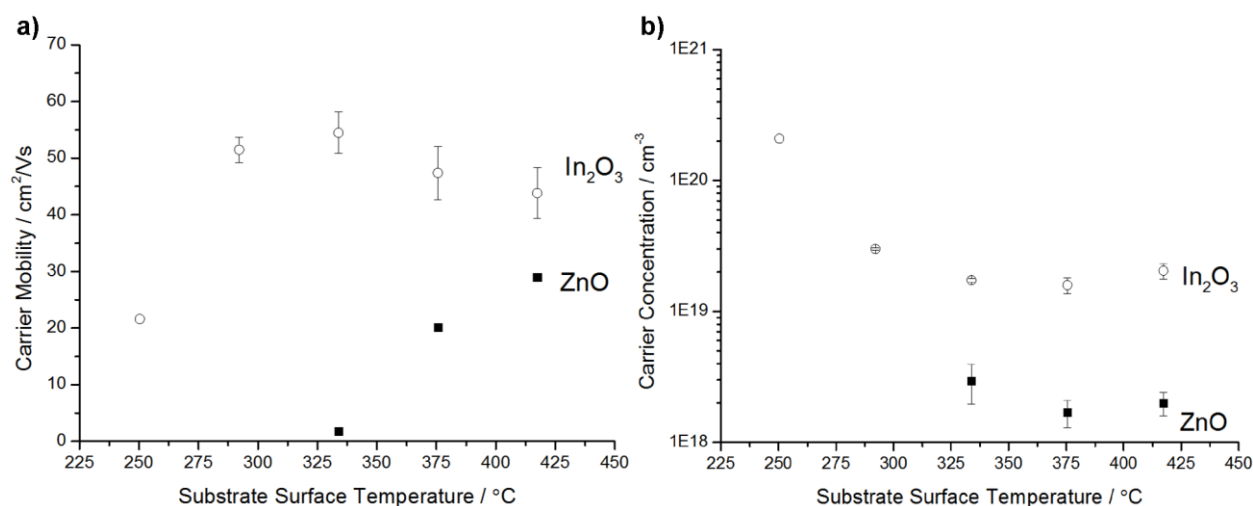 a)
Carrier Mobility / cm²/Vs
70
60
50
40
30
20
10
0
225 250 275 300 325 350 375 400 425 450
Substrate Surface Temperature / °C
In₂O₃
ZnO
b)
Carrier Concentration / cm⁻³
1E21
1E20
1E19
1E18
225 250 275 300 325 350 375 400 425 450
Substrate Surface Temperature / °C
In₂O₃
ZnO